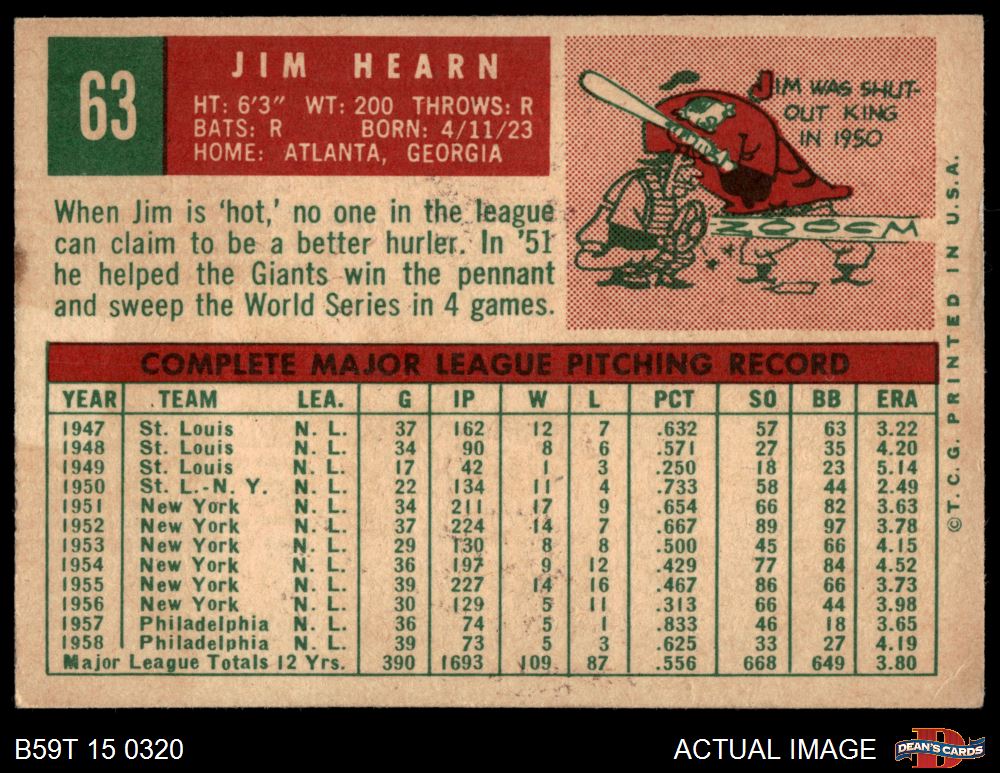 63
JIM HEARN
HT: 6'3" WT: 200 THROWS: R
BATS: R BORN: 4/11/23
HOME: ATLANTA, GEORGIA
JIM WAS SHUT-
OUT KING
IN 1950
ZOOOM
When Jim is 'hot,' no one in the league
can claim to be a better hurler. In '51
he helped the Giants win the pennant
and sweep the World Series in 4 games.
COMPLETE MAJOR LEAGUE PITCHING RECORD
YEAR TEAM LEA. G IP W L PCT SO BB ERA
1947 St. Louis N. L. 37 162 12 7 .632 57 63 3.22
1948 St. Louis N. L. 34 90 8 6 .571 27 35 4.20
1949 St. Louis N. L. 17 42 1 3 .250 18 23 5.14
1950 St. L.-N. Y. N. L. 22 134 11 4 .733 58 44 2.49
1951 New York N. L. 34 211 17 9 .654 66 82 3.63
1952 New York N. L. 37 224 14 7 .667 89 97 3.78
1953 New York N. L. 29 130 8 8 .500 45 66 4.15
1954 New York N. L. 36 197 9 12 .429 77 84 4.52
1955 New York N. L. 39 227 14 16 .467 86 66 3.73
1956 New York N. L. 30 129 5 11 .313 66 44 3.98
1957 Philadelphia N. L. 36 74 5 1 .833 46 18 3.65
1958 Philadelphia N. L. 39 73 5 3 .625 33 27 4.19
Major League Totals 12 Yrs. 390 1693 109 87 .556 668 649 3.80
©T.C.G. PRINTED IN U.S.A.
B59T 15 0320
ACTUAL IMAGE
D
DEAN'S CARDS